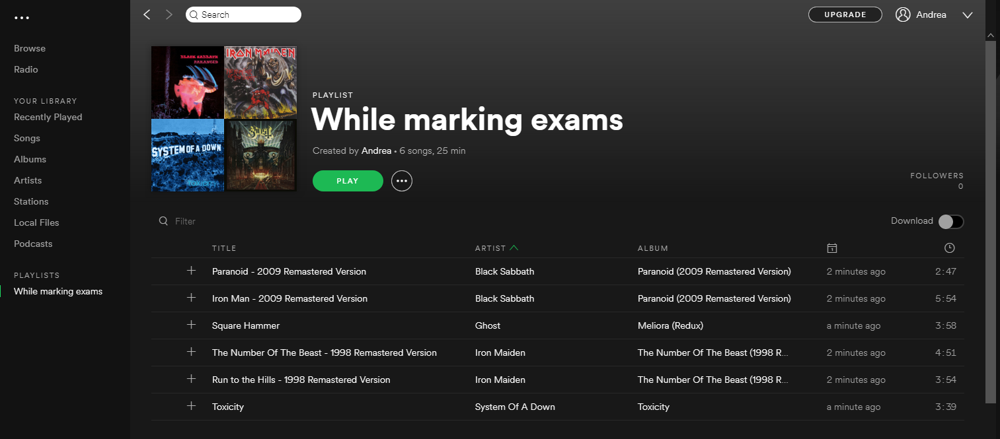 Search
UPGRADE
Andrea
Browse
Radio
YOUR LIBRARY
Recently Played
Songs
Albums
Artists
Stations
Local Files
Podcasts
PLAYLISTS
While marking exams
BLACK SABBATH
PARANOID
IRON MAIDEN
SYSTEM OF A DOWN
TOXICITY
Ghost
PLAYLIST
While marking exams
Created by Andrea • 6 songs, 25 min
PLAY
FOLLOWERS
0
Filter
Download
TITLE ARTIST ALBUM
Paranoid - 2009 Remastered Version Black Sabbath Paranoid (2009 Remastered Version) 2 minutes ago 2:47
Iron Man - 2009 Remastered Version Black Sabbath Paranoid (2009 Remastered Version) 2 minutes ago 5:54
Square Hammer Ghost Meliora (Redux) a minute ago 3:58
The Number Of The Beast - 1998 Remastered Version Iron Maiden The Number Of The Beast (1998 R... 2 minutes ago 4:51
Run to the Hills - 1998 Remastered Version Iron Maiden The Number Of The Beast (1998 R... 2 minutes ago 3:54
Toxicity System Of A Down Toxicity a minute ago 3:39